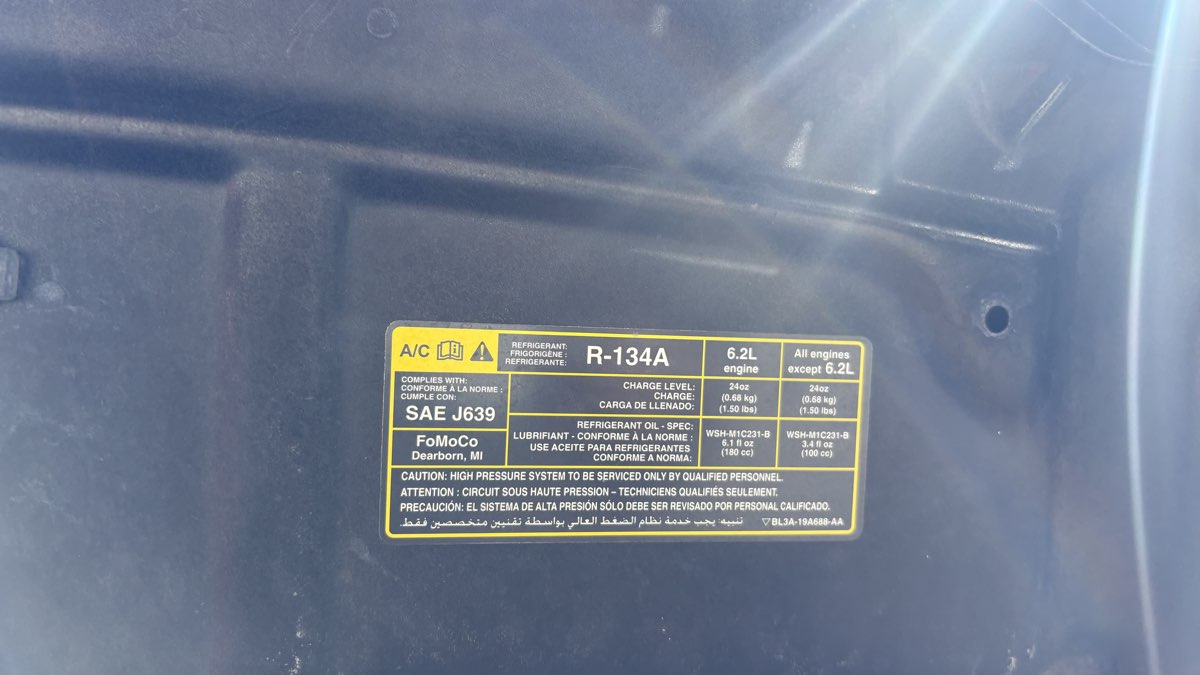 A/C
REFRIGERANT:
FRIGORIGÈNE :
REFRIGERANTE:
R-134A
6.2L
engine
All engines
except 6.2L
COMPLIES WITH:
CONFORME À LA NORME :
CUMPLE CON:
SAE J639
CHARGE LEVEL:
CHARGE:
CARGA DE LLENADO:
24oz
(0.68 kg)
(1.50 lbs)
24oz
(0.68 kg)
(1.50 lbs)
FoMoCo
Dearborn, MI
REFRIGERANT OIL - SPEC:
LUBRIFIANT - CONFORME À LA NORME :
USE ACEITE PARA REFRIGERANTES
CONFORME A NORMA:
WSH-M1C231-B
6.1 fl oz
(180 cc)
WSH-M1C231-B
3.4 fl oz
(100 cc)
CAUTION: HIGH PRESSURE SYSTEM TO BE SERVICED ONLY BY QUALIFIED PERSONNEL.
ATTENTION : CIRCUIT SOUS HAUTE PRESSION – TECHNICIENS QUALIFIÉS SEULEMENT.
PRECAUCIÓN: EL SISTEMA DE ALTA PRESIÓN SÓLO DEBE SER REVISADO POR PERSONAL CALIFICADO.
تنبيه: يجب خدمة نظام الضغط العالي بواسطة تقنيين متخصصين فقط.
BL3A-19A688-AA